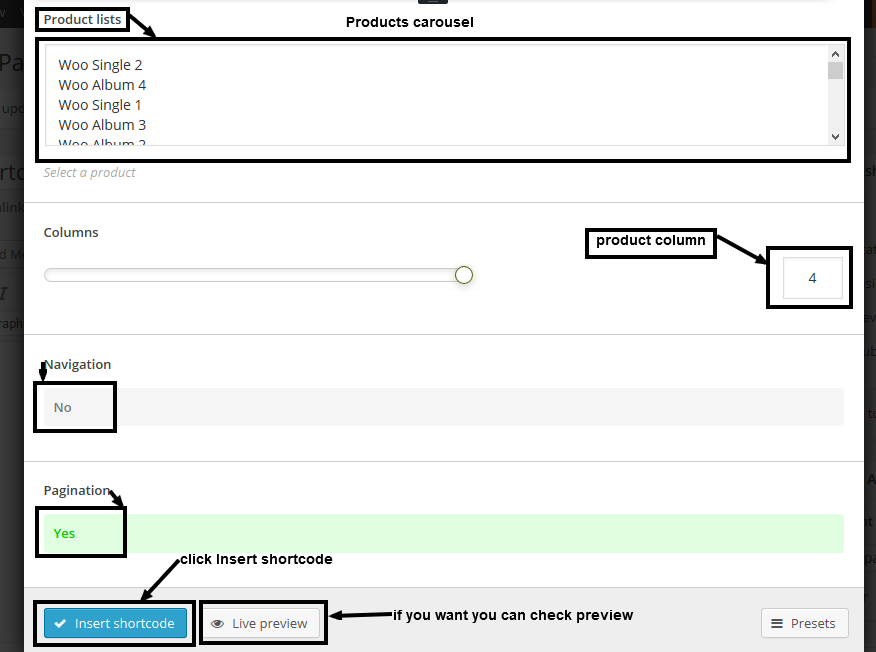 Product lists
Products carousel
Woo Single 2
Woo Album 4
Woo Single 1
Woo Album 3
Woo Album 2
Select a product
Columns
product column
4
Navigation
No
Pagination
Yes
click Insert shortcode
Insert shortcode
Live preview
if you want you can check preview
Presets